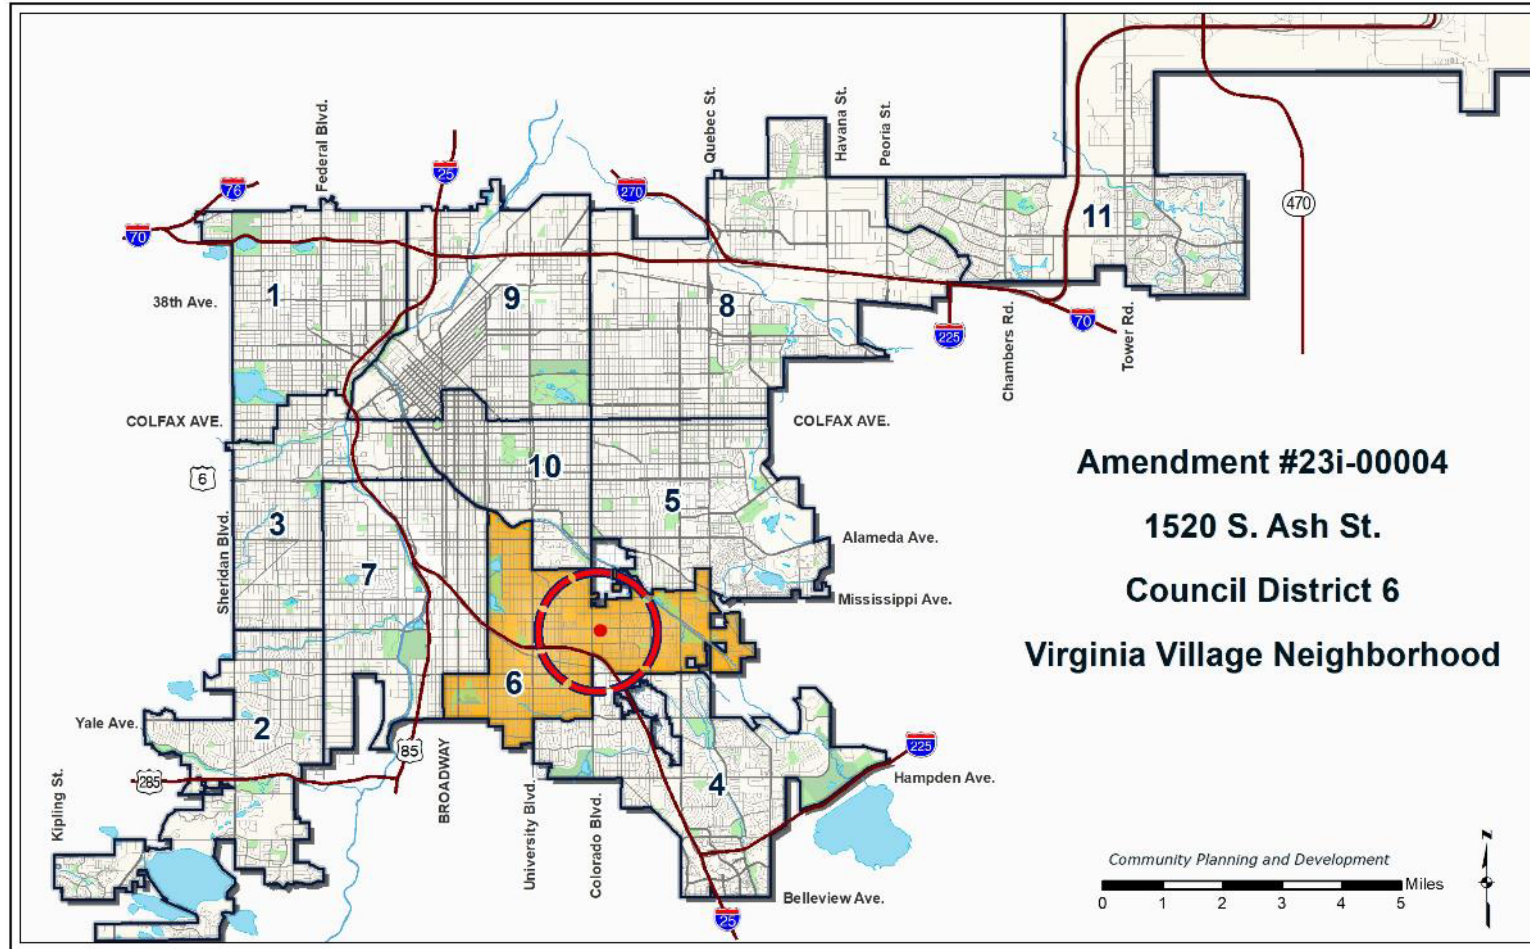 Federal Blvd.
Quebec St.
Havana St.
Peoria St.
76
25
270
70
470
11
1
9
8
38th Ave.
225
70
Chambers Rd.
Tower Rd.
COLFAX AVE.
COLFAX AVE.
6
10
5
3
Sheridan Blvd.
7
Alameda Ave.
Mississippi Ave.
Amendment #23i-00004
1520 S. Ash St.
Council District 6
Virginia Village Neighborhood
6
Yale Ave.
2
85
BROADWAY
225
285
4
Hampden Ave.
Kipling St.
University Blvd.
Colorado Blvd.
Belleview Ave.
25
Community Planning and Development
Miles
0 1 2 3 4 5
N